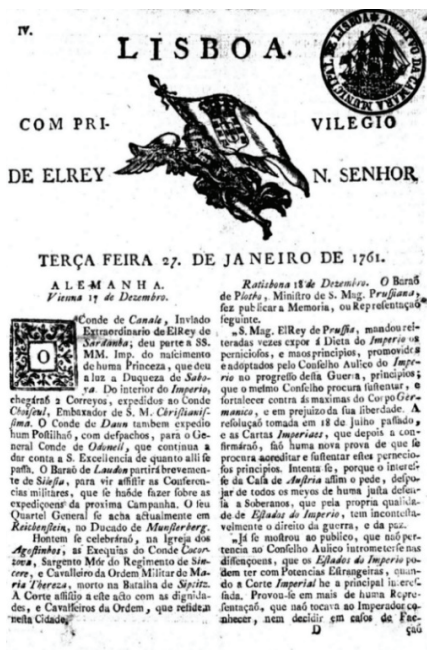 IV.
LISBOA.
ARCHIVO DA CAMARA MUNICIPAL DE LISBOA
COM PRI-
VILEGIO
DE ELREY
N. SENHOR
TERÇA FEIRA 27. DE JANEIRO DE 1761.
ALEMANHA.
Vienna 17 de Dezembro.
O Conde de Canale, Inviado
Extraordinario de ElRey de
Sardanha; deu parte a SS.
MM. Imp. do nascimento
de huma Princeza, que deu
a luz a Duqueza de Sabo-
ya. Do interior do Imperio,
chegáraõ 2 Correyos, expedidos ao Conde
Choiseul, Embaxador de S. M. Christianis-
sima. O Conde de Daun tambem expedio
hum Postilhaõ, com despachos, para o Ge-
neral Conde de Odoneil, que continua a
dar conta a S. Excellencia de quanto alli se
passa. O Baraõ de Laudon partirá brevemen-
te de Silesia, para vir assistir as Conferen-
cias militares, que se haõde fazer sobre as
expediçoens da proxima Campanha. O seu
Quartel General se acha actualmente em
Reichenstein, no Ducado de Munsterberg.
Hontem se celebráraõ, na Igreja dos
Agostinhos, as Exequias do Conde
Sargento Mór do Regimento de Sin-
cere, e Cavalleiro da Ordem Militar de Ma-
ria Thereza, morto na Batalha de Siptitz.
A Corte assistio a este acto com as dignida-
des, e Cavalleiros da Ordem, que residem
nesta Cidade.
Ratisbona 18 de Dezembro. O Baraõ
de Plotho, Ministro de S. Mag. Prussiana,
fez publicar a Memoria, ou Representaçaõ
seguinte.
„S. Mag. ElRey de Prussia, mandou rei-
teradas vezes expor á Dieta do Imperio os
perniciosos, e maos principios, promovidos
e adoptados pelo Conselho Aulico do Impe-
rio no progresso desta Guerra, principios;
que o mesmo Conselho procura sustentar, e
fortalecer contra ás maximas do Corpo Ger-
manico, e em prejuizo da sua liberdade. A
resoluçaõ tomada em 18 de Junho passado,
e as Cartas Imperiaes, que depois a con-
firmáraõ, saõ huma nova prova de que se
procura acreditar e sustentar estes pernecio-
sos principios. Intenta se, porque o interes-
se da Casa de Austria assim o pede, despo-
jar de todos os meyos de huma justa defen-
sa a Soberanos, que pela propria qualida-
de de Estados do Imperio, tem incontesta-
velmente o direito da guerra, e da paz.
„Já se mostrou ao publico, que naõ per-
tencia ao Conselho Aulico intrometerse nas
dissençoens, que os Estados do Imperio po-
dem ter com Potencias Estrangeiras, quan-
do a Corte Imperial he a principal interes-
sada. Provou-se em mais de huma Repre-
sentaçaõ, que naõ tocava ao Imperador co-
nhecer, nem decidir em casos de Fac-
D çaõ